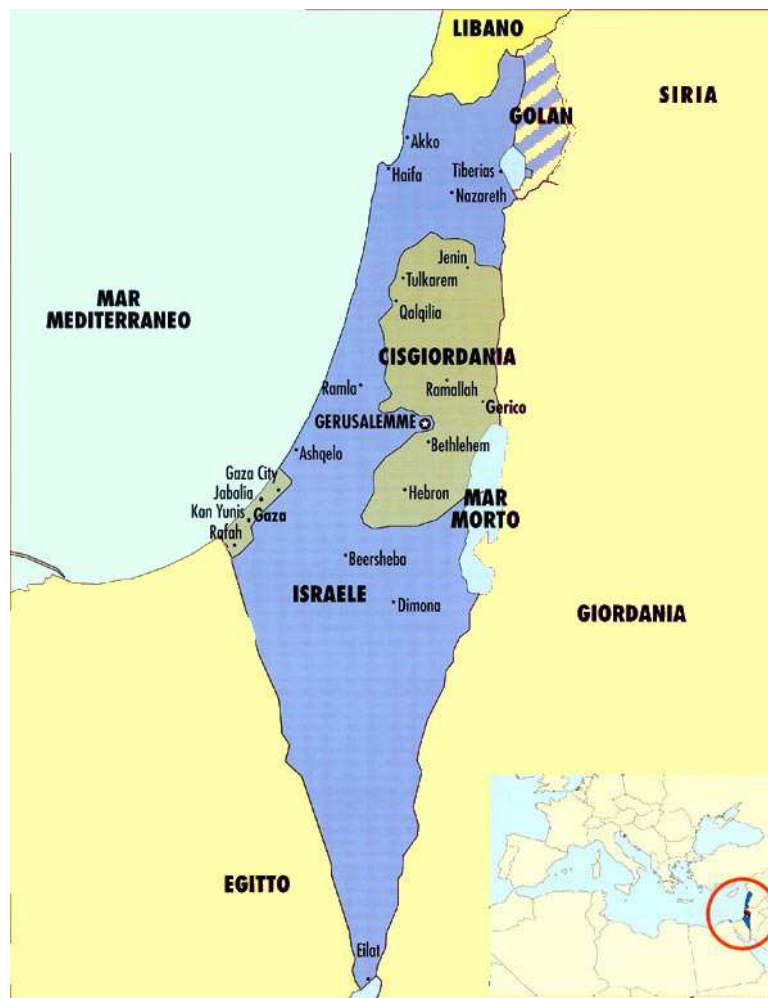 LIBANO
SIRIA
GOLAN
Akko
Haifa
Tiberias
Nazareth
Jenin
Tulkarem
MAR
MEDITERRANEO
Qalqilia
CISGIORDANIA
Ramla
Ramallah
Gerico
GERUSALEMME
Bethlehem
Ashqelo
Gaza City
Jabalia
Kan Yunis
Gaza
Rafah
Hebron
MAR
MORTO
Beersheba
ISRAELE
Dimona
GIORDANIA
EGITTO
Eilat